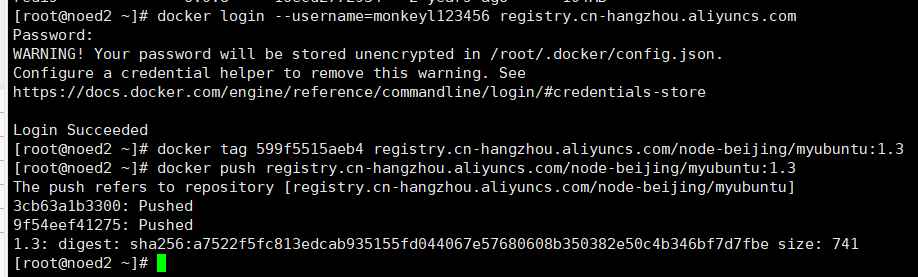 [root@noed2 ~]# docker login --username=monkeyl123456 registry.cn-hangzhou.aliyuncs.com
Password:
WARNING! Your password will be stored unencrypted in /root/.docker/config.json.
Configure a credential helper to remove this warning. See
https://docs.docker.com/engine/reference/commandline/login/#credentials-store
Login Succeeded
[root@noed2 ~]# docker tag 599f5515aeb4 registry.cn-hangzhou.aliyuncs.com/node-beijing/myubuntu:1.3
[root@noed2 ~]# docker push registry.cn-hangzhou.aliyuncs.com/node-beijing/myubuntu:1.3
The push refers to repository [registry.cn-hangzhou.aliyuncs.com/node-beijing/myubuntu]
3cb63a1b3300: Pushed
9f54eef41275: Pushed
1.3: digest: sha256:a7522f5fc813edcab935155fd044067e57680608b350382e50c4b346bf7d7fbe size: 741
[root@noed2 ~]#